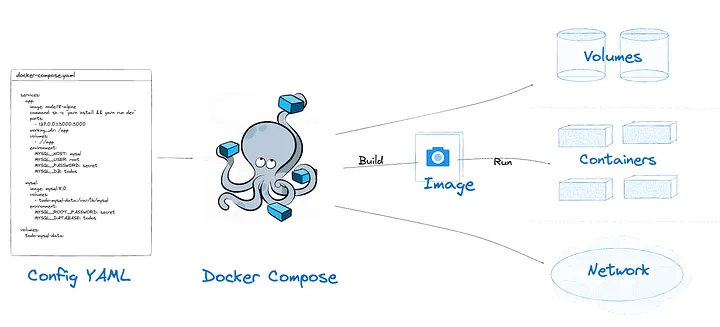 docker-compose.yaml
services:
app:
image: node:18-alpine
command: sh -c "yarn install && yarn run dev"
ports:
- 127.0.0.1:3000:3000
working_dir: /app
volumes:
- ./:/app
environment:
MYSQL_HOST: mysql
MYSQL_USER: root
MYSQL_PASSWORD: secret
MYSQL_DB: todos
mysql:
image: mysql:8.0
volumes:
- todo-mysql-data:/var/lib/mysql
environment:
MYSQL_ROOT_PASSWORD: secret
MYSQL_DATABASE: todos
volumes:
todo-mysql-data:
Config YAML
Docker Compose
Build
Image
Run
Volumes
Containers
Network